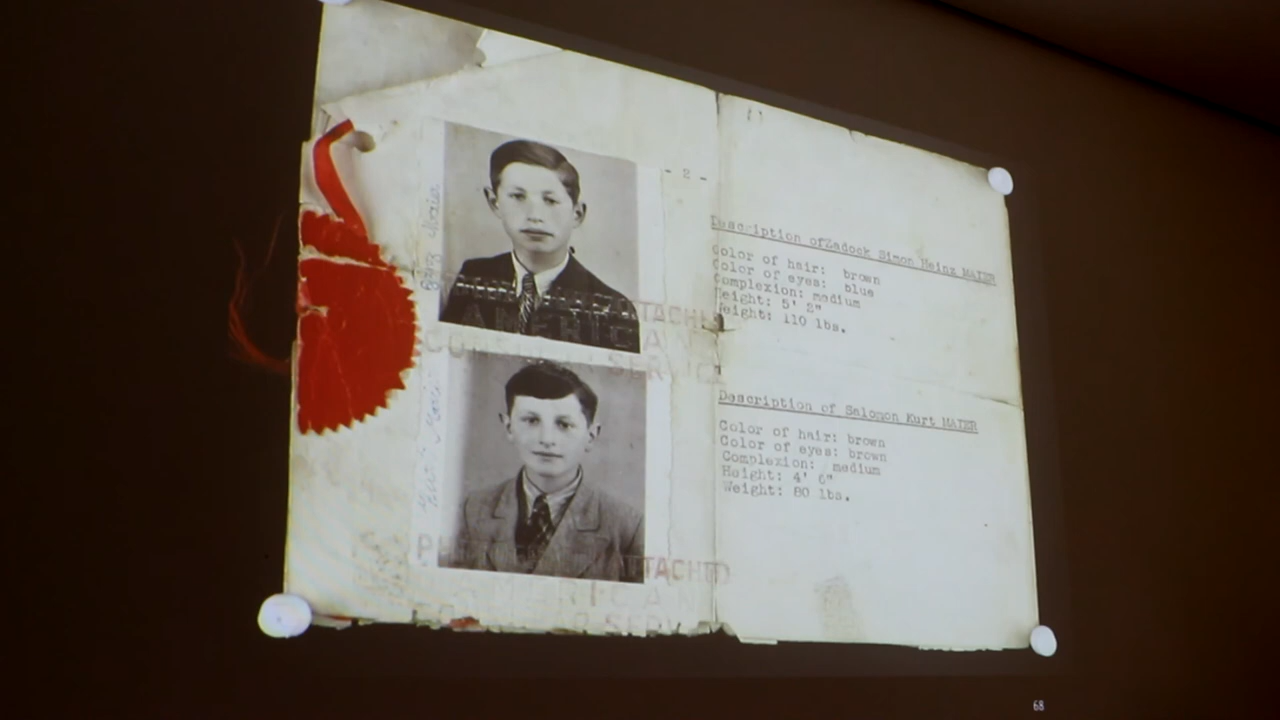 - 2 -
Description ofZadock Simon Heinz MAIER
Color of hair: brown
Color of eyes: blue
Complexion: medium
Height: 5' 2"
Weight: 110 lbs.
ATTACHED
AMERICAN
SERVICE
Description of Salomon Kurt MAIER
Color of hair: brown
Color of eyes: brown
Complexion: medium
Height: 4' 6"
Weight: 80 lbs.
ATTACHED
AMERICAN
68